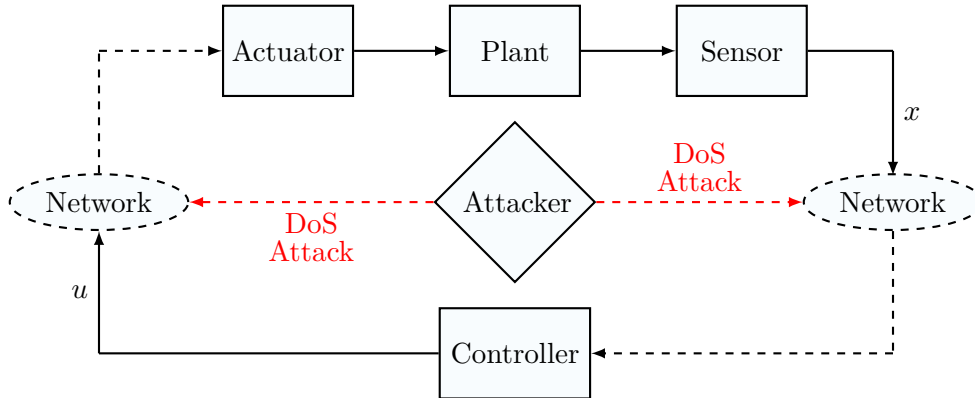 Actuator
Plant
Sensor
x
DoS
Attack
Network
Attacker
Network
DoS
Attack
u
Controller